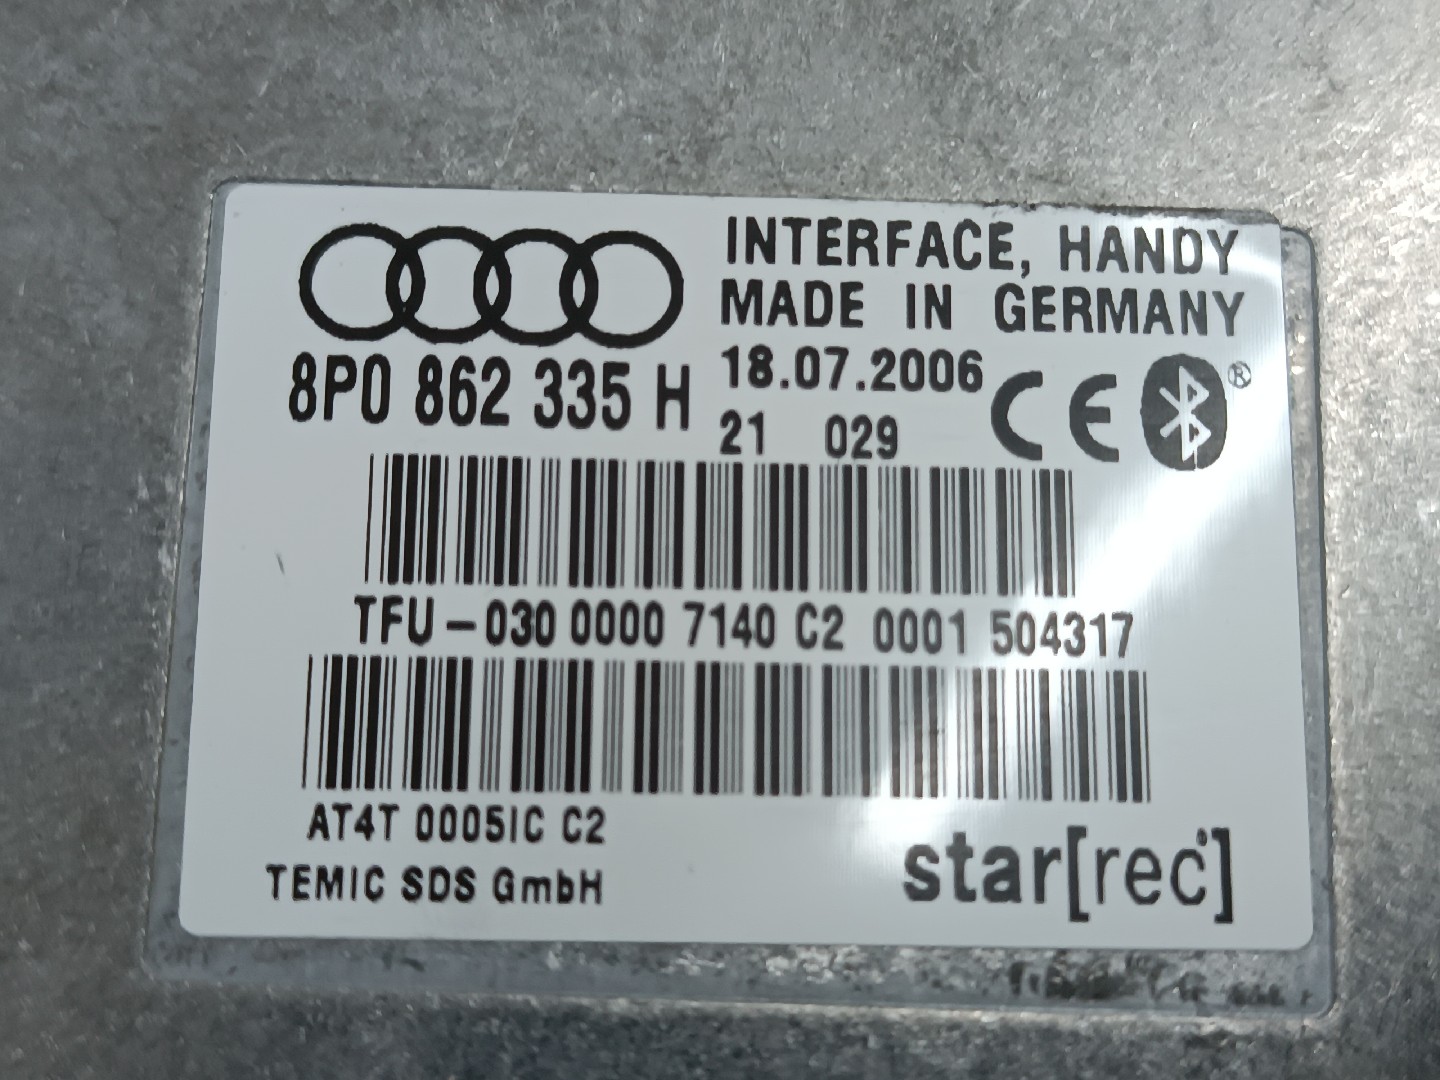 INTERFACE, HANDY
MADE IN GERMANY
8P0 862 335 H
18.07.2006
21 029
CE
®
TFU-030 0000 7140 C2 0001 504317
AT4T 0005IC C2
TEMIC SDS GmbH
star[rec]